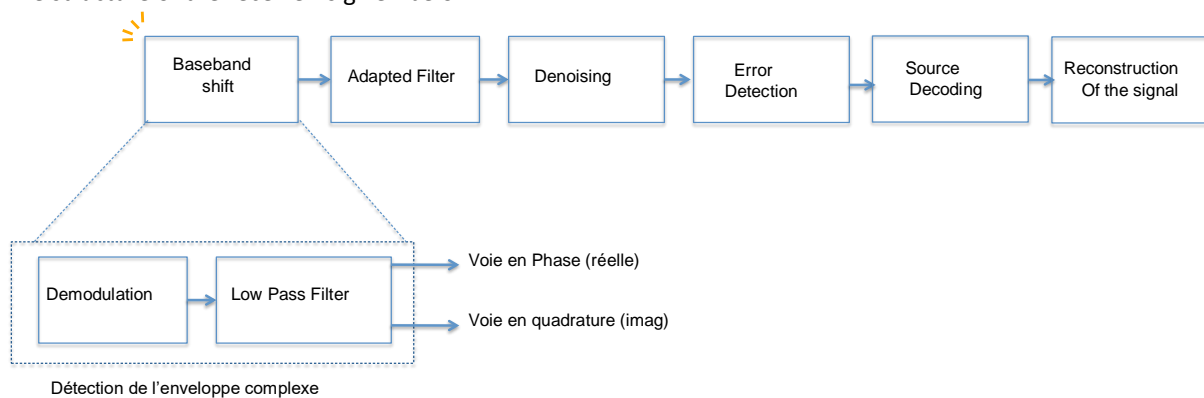 Baseband
shift
Adapted Filter
Denoising
Error
Detection
Source
Decoding
Reconstruction
Of the signal
Demodulation
Low Pass Filter
Voie en Phase (réelle)
Voie en quadrature (imag)
Détection de l'enveloppe complexe